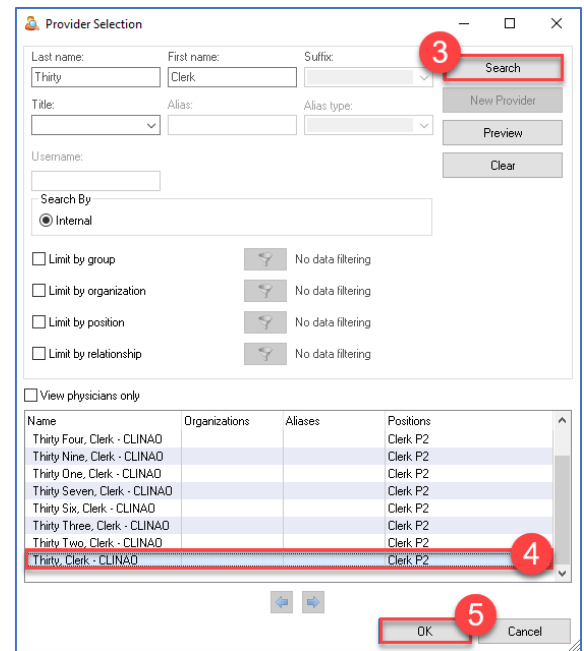 Provider Selection
Last name: First name: Suffix:
Thirty Clerk
3
Search
Title: Alias: Alias type:
New Provider
Preview
Username:
Clear
Search By
Internal
Limit by group No data filtering
Limit by organization No data filtering
Limit by position No data filtering
Limit by relationship No data filtering
View physicians only
Name Organizations Aliases Positions
Thirty Four, Clerk - CLINAO Clerk P2
Thirty Nine, Clerk - CLINAO Clerk P2
Thirty One, Clerk - CLINAO Clerk P2
Thirty Seven, Clerk - CLINAO Clerk P2
Thirty Six, Clerk - CLINAO Clerk P2
Thirty Three, Clerk - CLINAO Clerk P2
Thirty Two, Clerk - CLINAO Clerk P2
Thirty, Clerk - CLINAO Clerk P2
4
5
OK Cancel